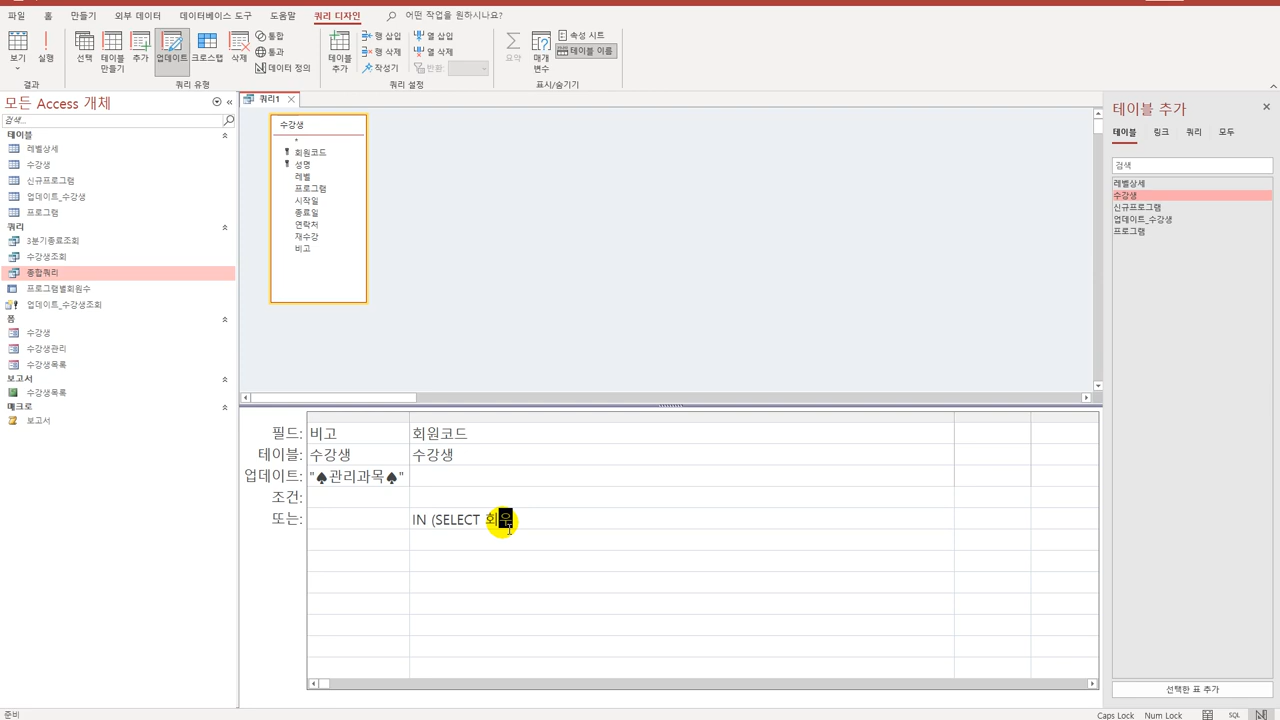 파일 홈 만들기 외부 데이터 데이터베이스 도구 도움말 쿼리 디자인 어떤 작업을 원하시나요?
보기 실행 선택 테이블 만들기 추가 업데이트 크로스탭 삭제 통합 통과 데이터 정의 테이블 추가 행 삽입 행 삭제 작성기 열 삽입 열 삭제 반환: 요약 매개 변수 속성 시트 테이블 이름
결과 쿼리 유형 쿼리 설정 표시/숨기기
모든 Access 개체
검색...
테이블
레벨상세
수강생
신규프로그램
업데이트_수강생
프로그램
쿼리
3분기종료조회
수강생조회
종합쿼리
프로그램별회원수
업데이트_수강생조회
폼
수강생
수강생관리
수강생목록
보고서
수강생목록
매크로
보고서
쿼리1
수강생
*
회원코드
생명
레벨
프로그램
시작일
종료일
연락처
재수강
비고
필드: 비고 회원코드
테이블: 수강생 수강생
업데이트: "♠관리과목♠"
조건:
또는: IN (SELECT 회우
테이블 추가
테이블 링크 쿼리 모두
검색
레벨상세
수강생
신규프로그램
업데이트_수강생
프로그램
선택한 표 추가
준비 Caps Lock Num Lock SQL